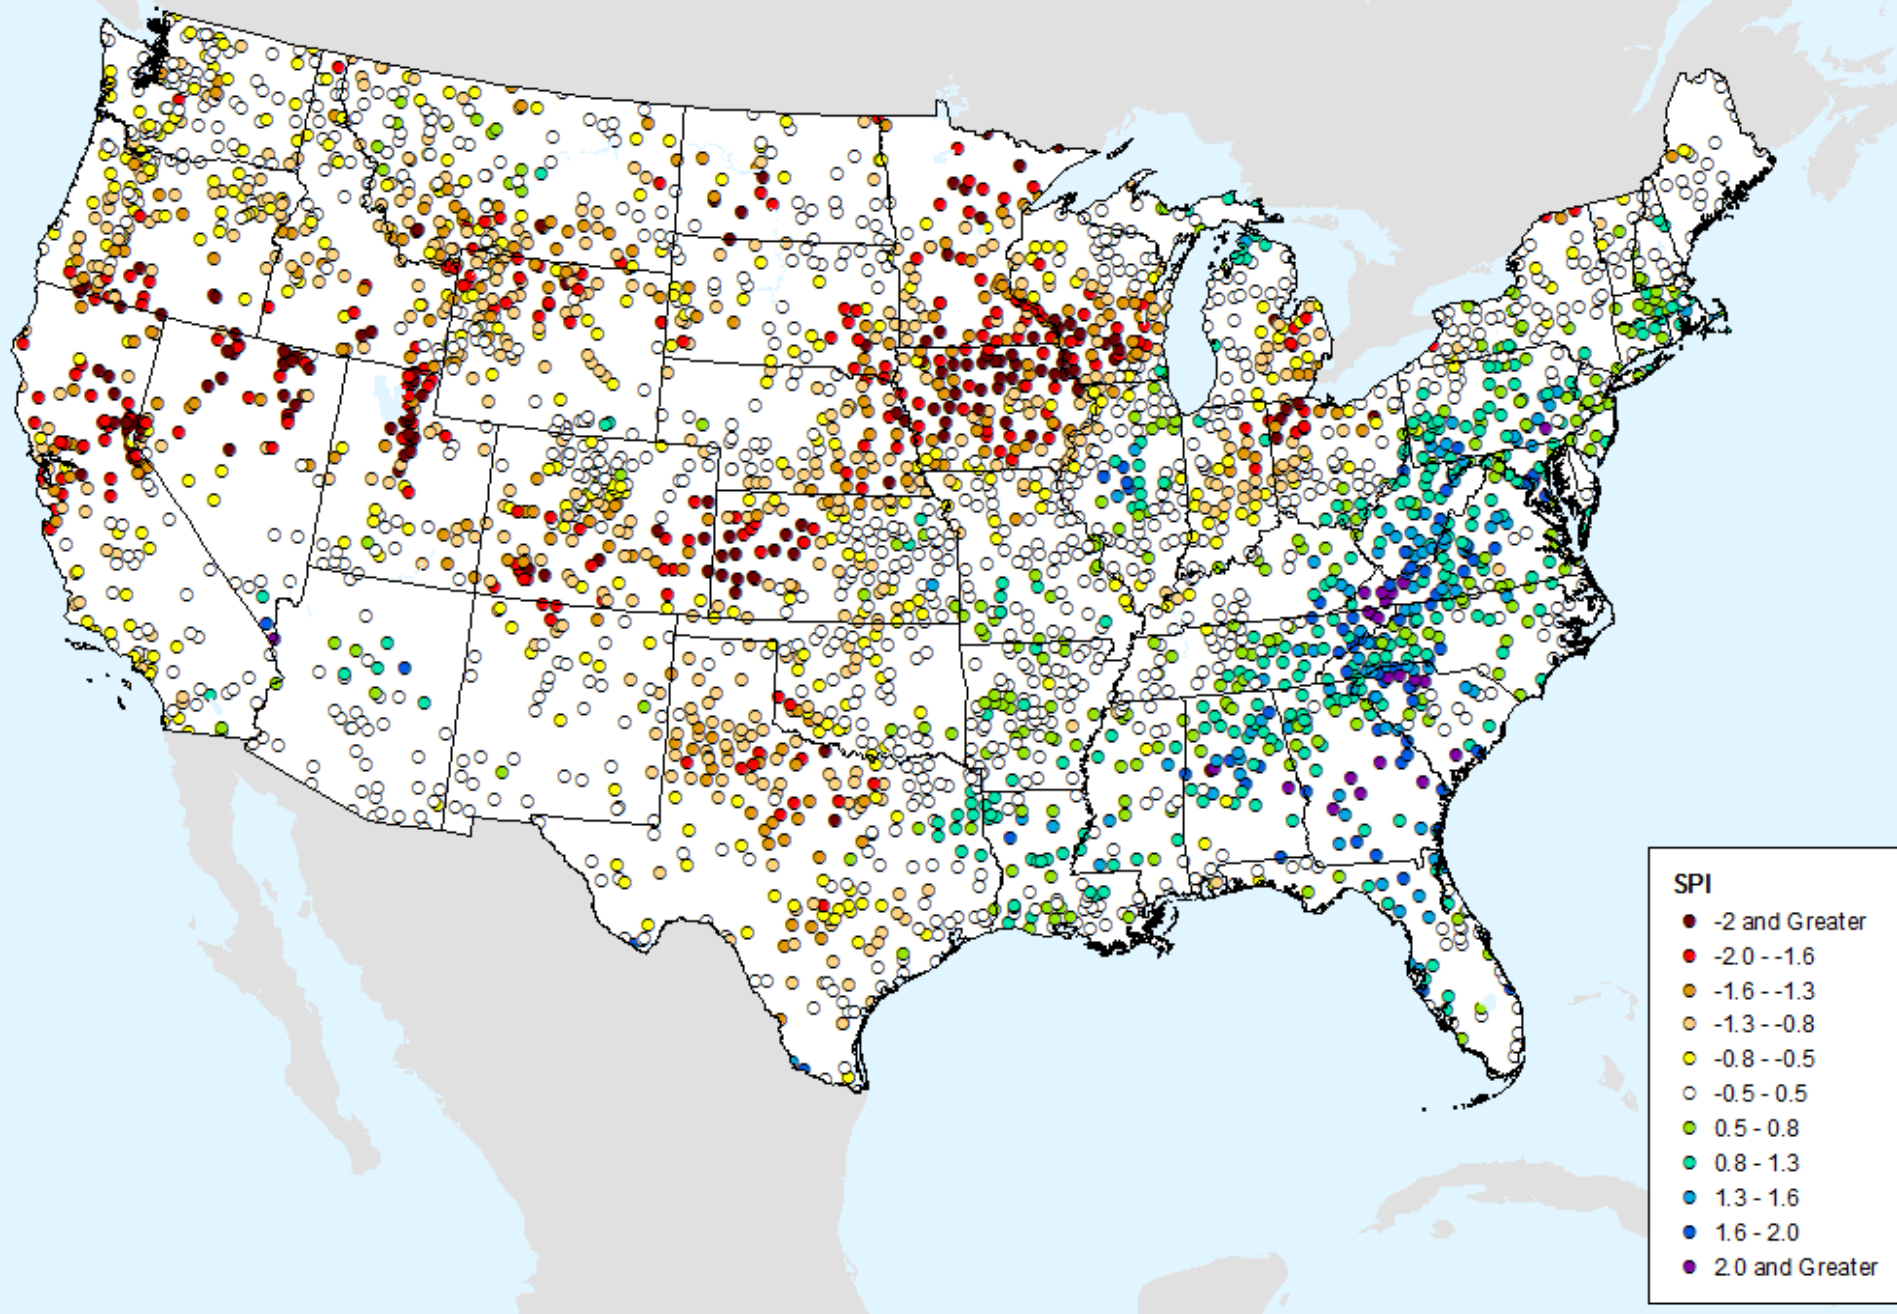 SPI
-2 and Greater
-2.0 - -1.6
-1.6 - -1.3
-1.3 - -0.8
-0.8 - -0.5
-0.5 - 0.5
0.5 - 0.8
0.8 - 1.3
1.3 - 1.6
1.6 - 2.0
2.0 and Greater